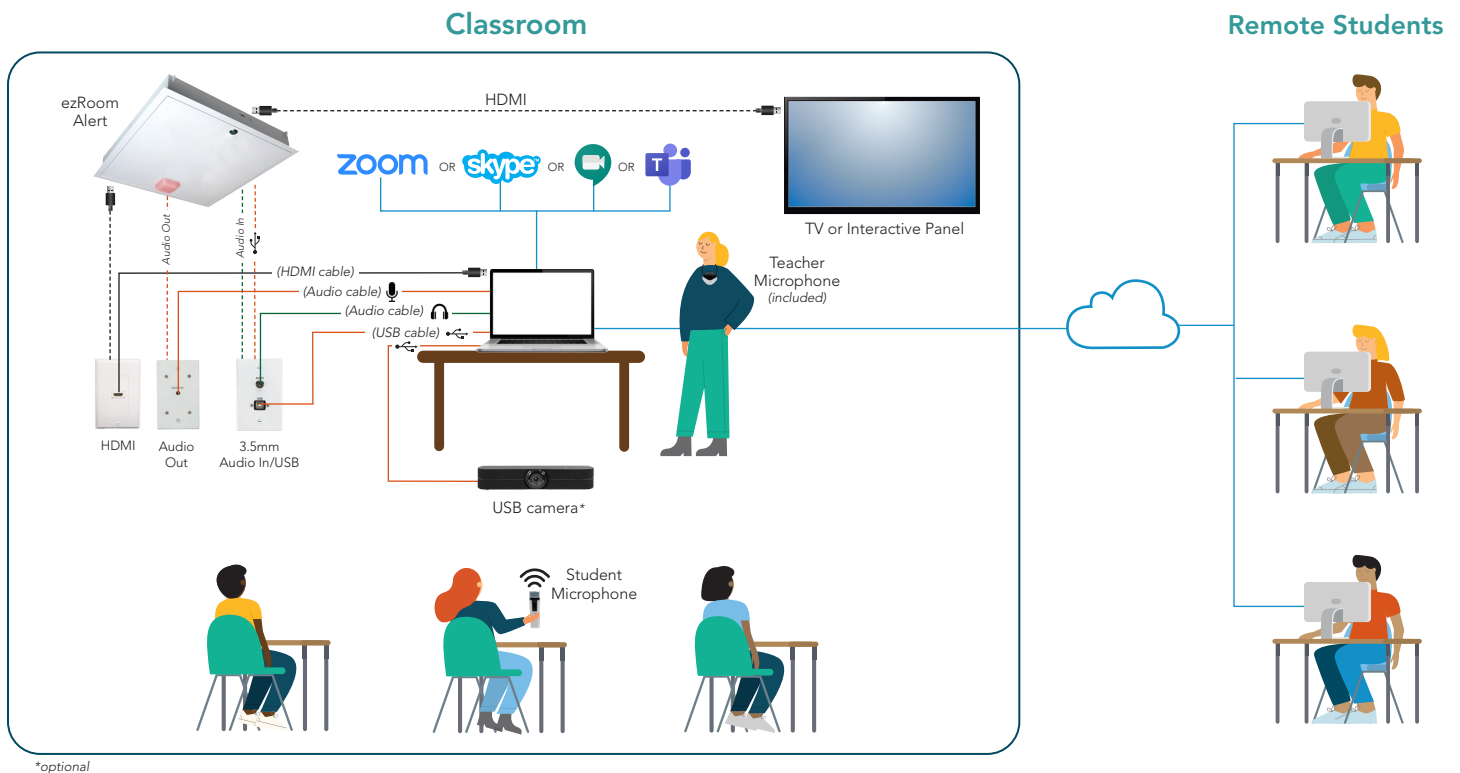 Classroom
Remote Students
ezRoom
Alert
HDMI
zoom OR skype OR OR T
TV or Interactive Panel
Audio Out
Audio In
(HDMI cable)
(Audio cable)
(Audio cable)
(USB cable)
Teacher
Microphone
(included)
HDMI
Audio
Out
3.5mm
Audio In/USB
USB camera*
Student
Microphone
*optional